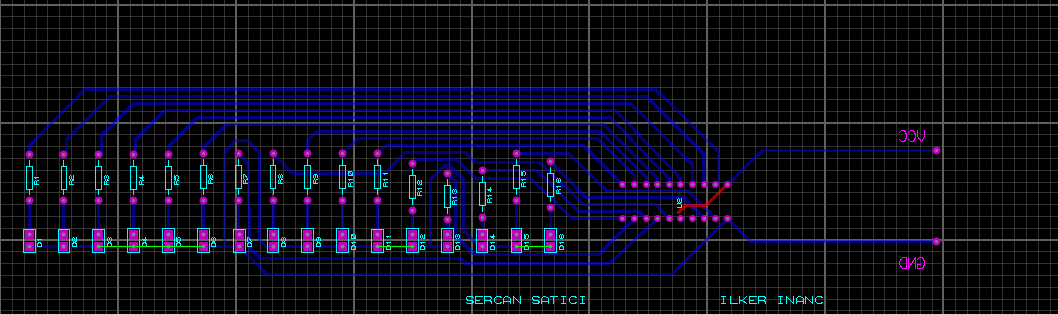 VCC
R1 R2 R3 R4 R5 R6 R7 R8 R9 R10 R11 R12 R13 R14 R15 R16
U2
D1 D2 D3 D4 D5 D6 D7 D8 D9 D10 D11 D12 D13 D14 D15 D16
GND
SERCAN SATICI ILKER INANC